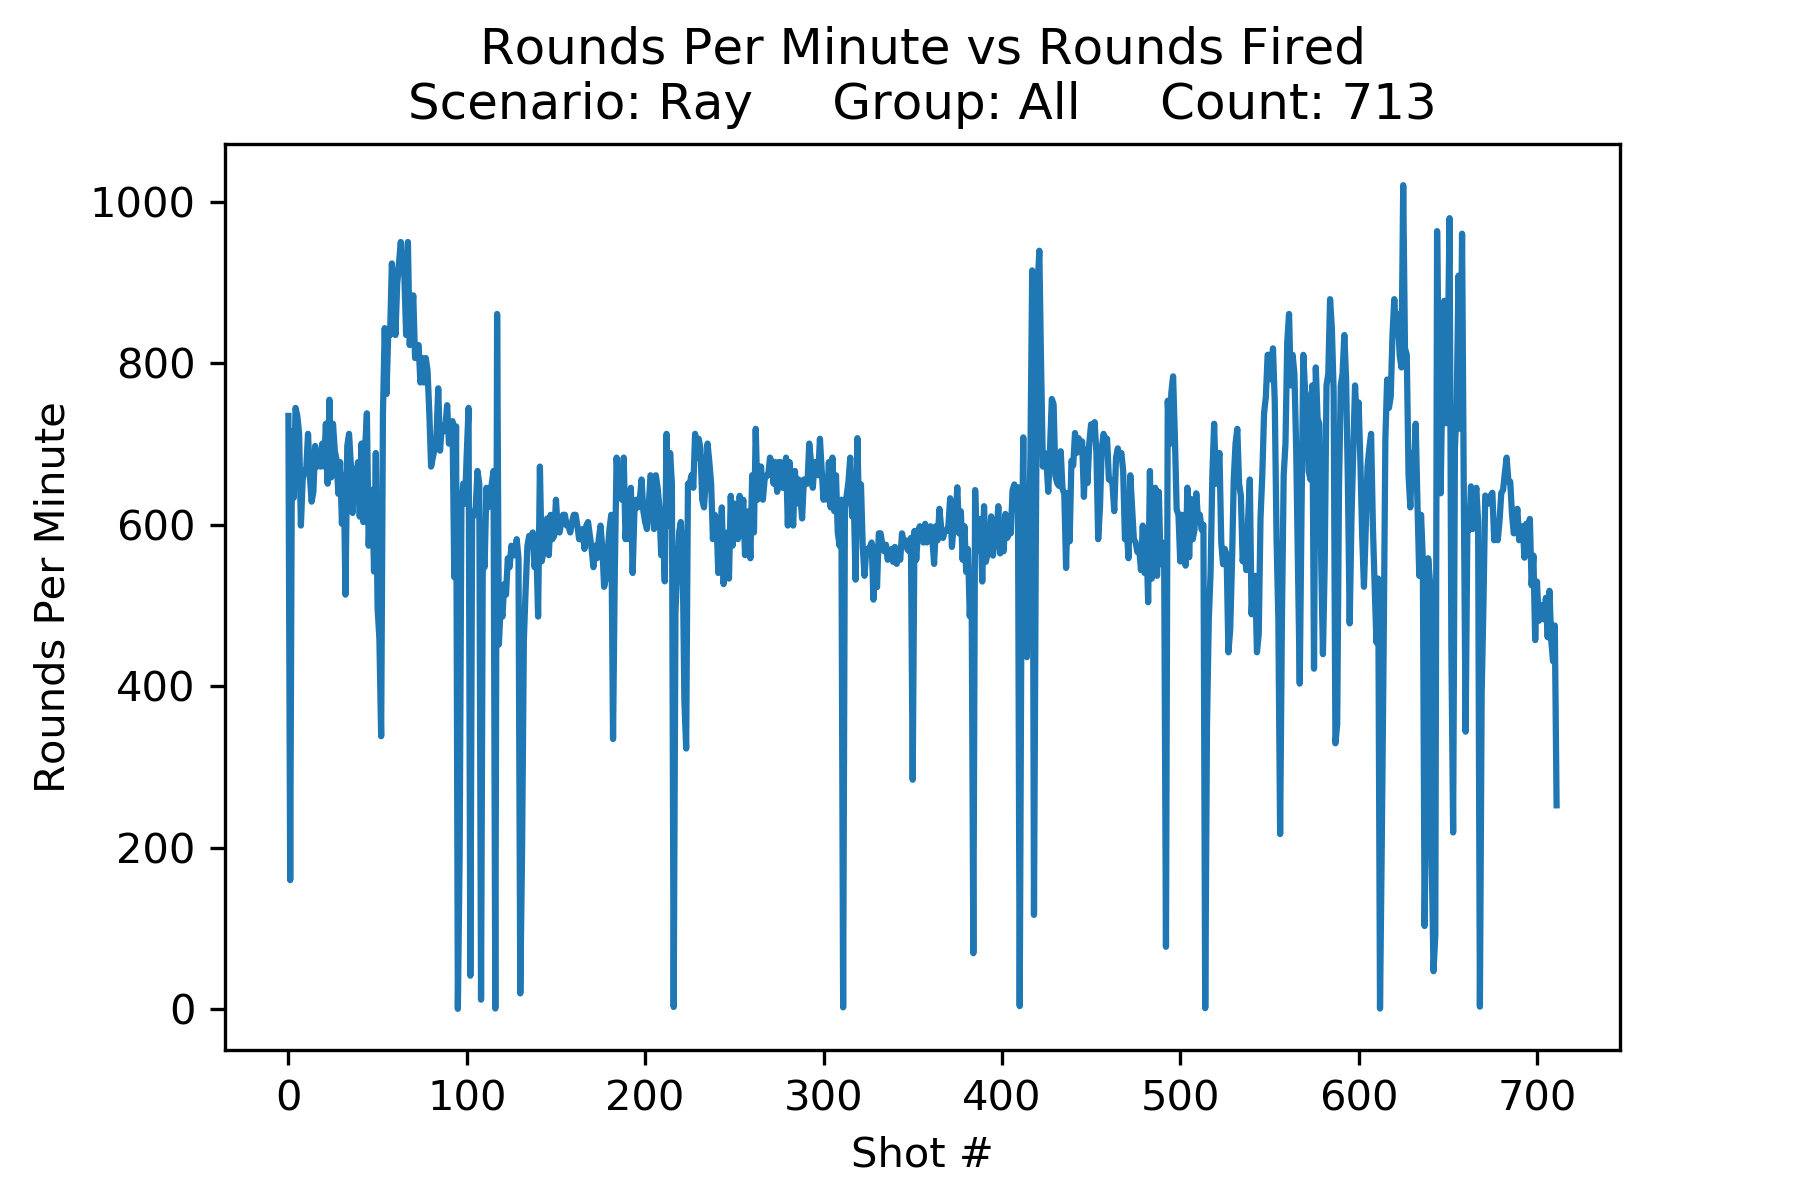 Rounds Per Minute vs Rounds Fired
Scenario: Ray Group: All Count: 713
1000
800
600
400
200
0
Rounds Per Minute
0 100 200 300 400 500 600 700
Shot #